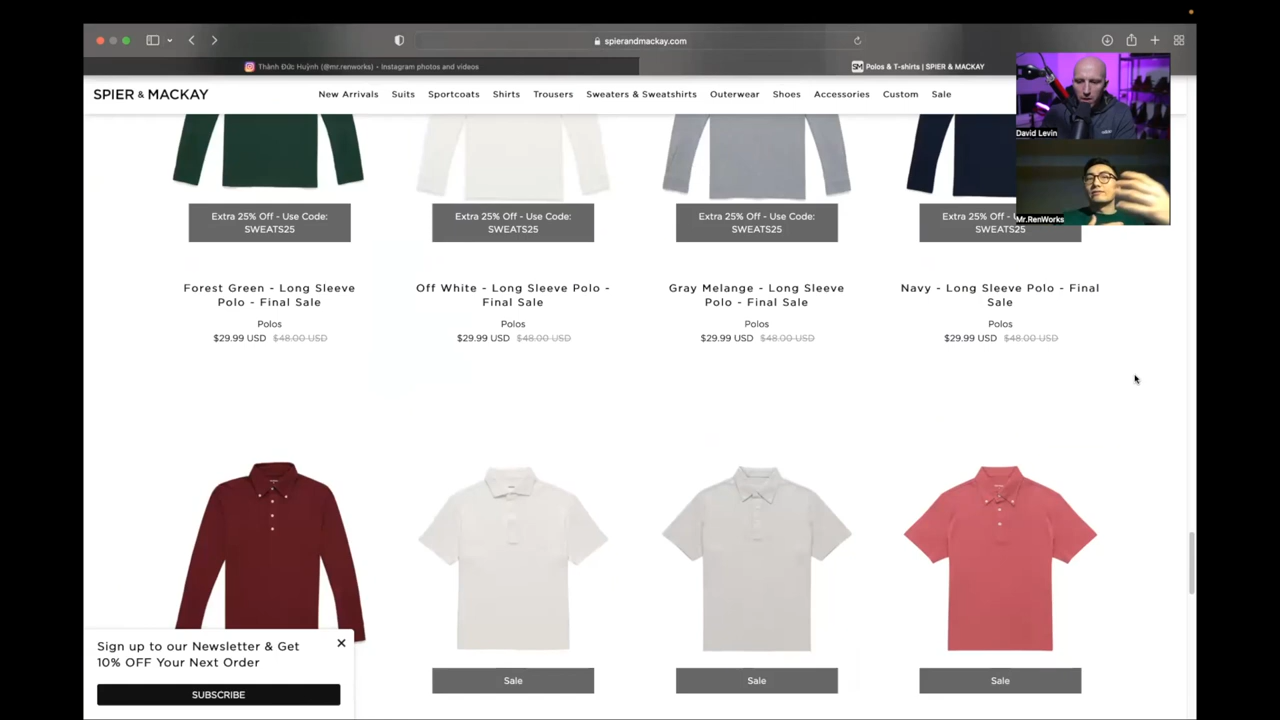 spierandmackay.com
Thành Đức Huỳnh (@mr.renworks) - Instagram photos and videos
SM Polos & T-shirts | SPIER & MACKAY
SPIER & MACKAY
New Arrivals Suits Sportcoats Shirts Trousers Sweaters & Sweatshirts Outerwear Shoes Accessories Custom Sale
David Levin
Mr.RenWorks
Extra 25% Off - Use Code:
SWEATS25
Extra 25% Off - Use Code:
SWEATS25
Extra 25% Off - Use Code:
SWEATS25
Extra 25% Off - U
SWEATS25
Forest Green - Long Sleeve
Polo - Final Sale
Polos
$29.99 USD $48.00 USD
Off White - Long Sleeve Polo -
Final Sale
Polos
$29.99 USD $48.00 USD
Gray Melange - Long Sleeve
Polo - Final Sale
Polos
$29.99 USD $48.00 USD
Navy - Long Sleeve Polo - Final
Sale
Polos
$29.99 USD $48.00 USD
Sign up to our Newsletter & Get
10% OFF Your Next Order
SUBSCRIBE
Sale
Sale
Sale